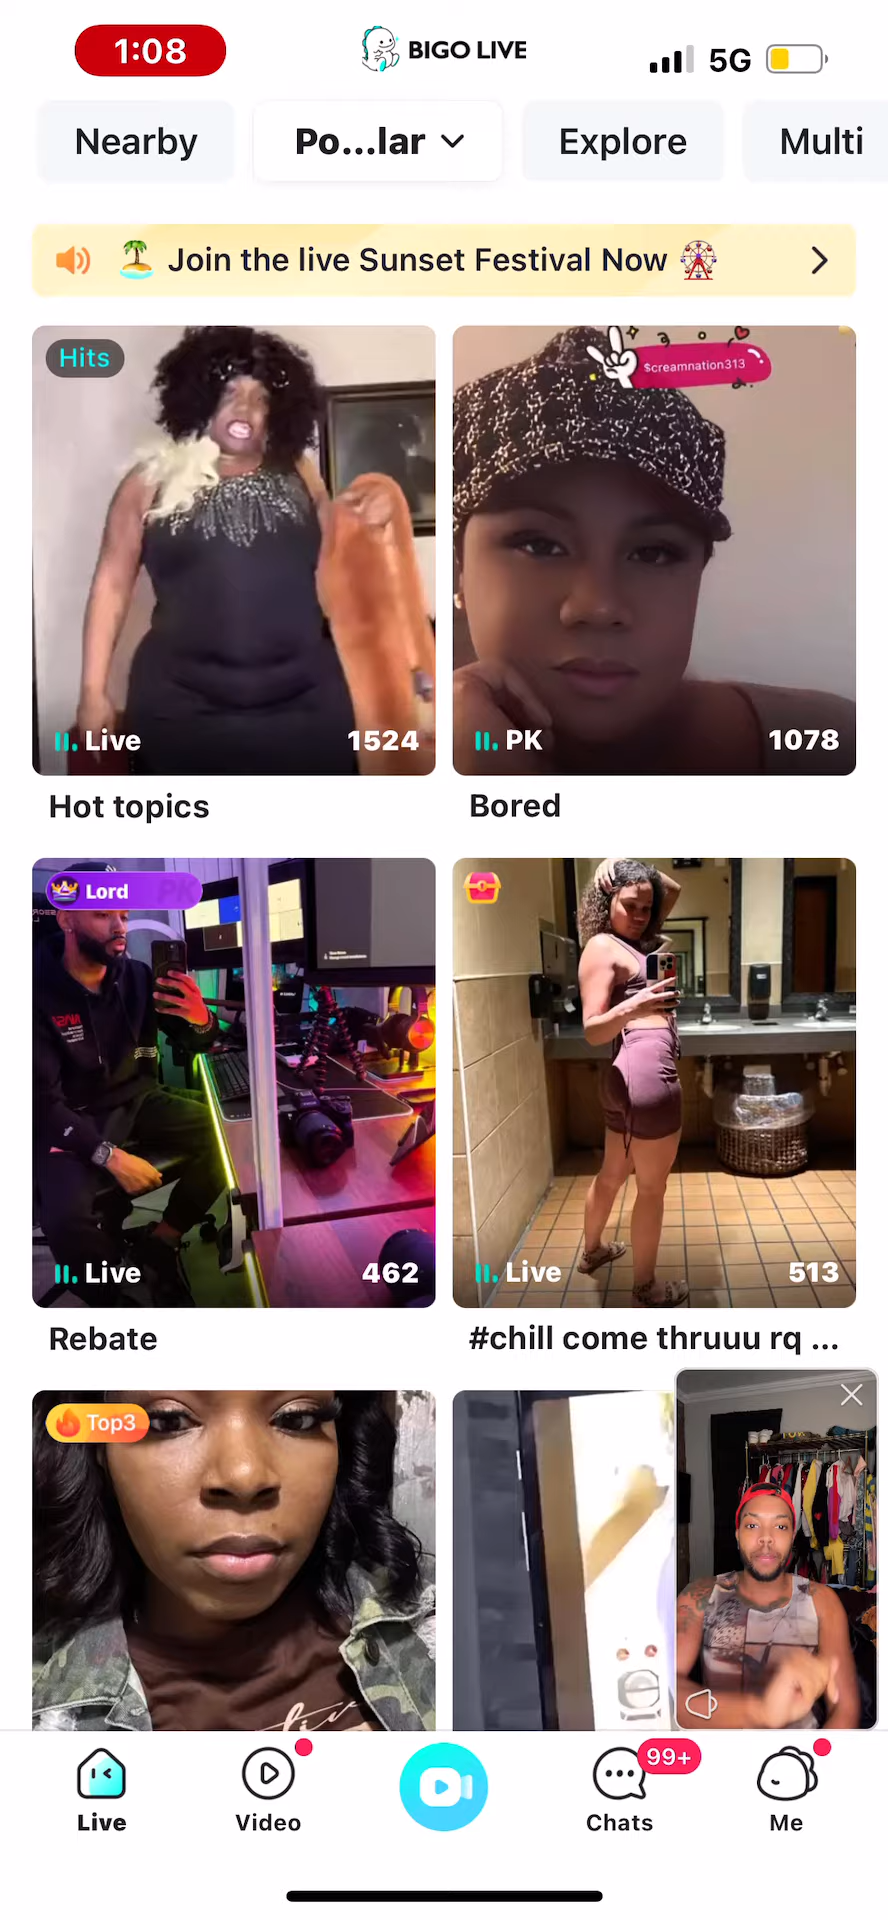 1:08
BIGO LIVE
5G
Nearby
Po...lar
Explore
Multi
🏝️ Join the live Sunset Festival Now 🎡
Hits
Live
1524
Hot topics
$creamnation313
PK
1078
Bored
Lord
Live
462
Rebate
Live
513
#chill come thruuu rq ...
Top3
Live
Video
99+
Chats
Me